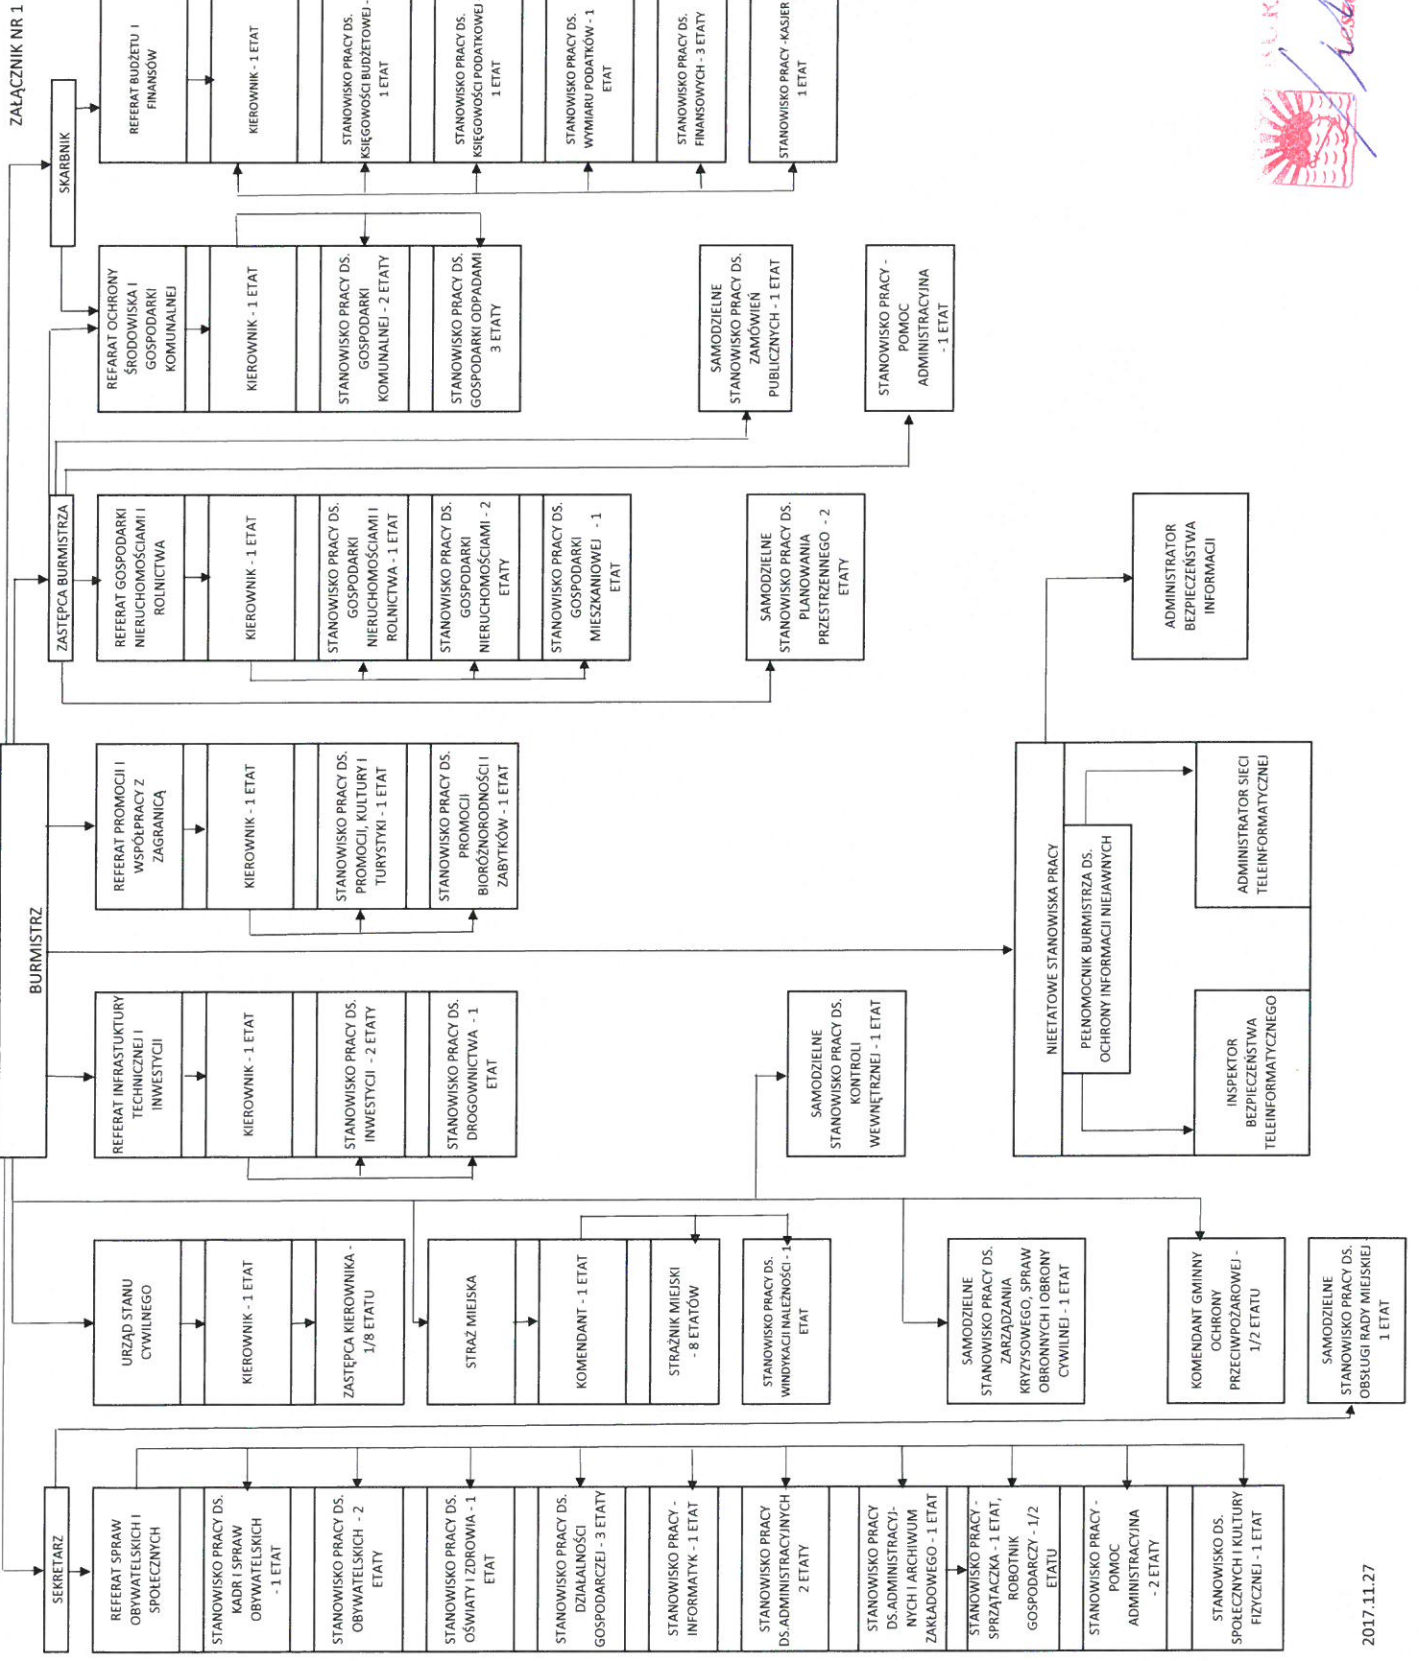 ZAŁĄCZNIK NR 1
BURMISTRZ
SEKRETARZ
ZASTĘPCA BURMISTRZA
SKARBNIK
REFERAT SPRAW
OBYWATELSKICH I
SPOŁECZNYCH
STANOWISKO PRACY DS.
KADR I SPRAW
OBYWATELSKICH
- 1 ETAT
STANOWISKO PRACY DS.
OBYWATELSKICH - 2
ETATY
STANOWISKO PRACY DS.
OŚWIATY I ZDROWIA - 1
ETAT
STANOWISKO PRACY DS.
DZIAŁALNOŚCI
GOSPODARCZEJ - 3 ETATY
STANOWISKO PRACY -
INFORMATYK - 1 ETAT
STANOWISKO PRACY
DS.ADMINISTRACYJNYCH
2 ETATY
STANOWISKO PRACY
DS.ADMINISTRACYJ-
NYCH I ARCHIWUM
ZAKŁADOWEGO - 1 ETAT
STANOWISKO PRACY -
SPRZĄTACZKA - 1 ETAT,
ROBOTNIK
GOSPODARCZY - 1/2
ETATU
STANOWISKO PRACY -
POMOC
ADMINISTRACYJNA
- 2 ETATY
STANOWISKO DS.
SPOŁECZNYCH I KULTURY
FIZYCZNEJ - 1 ETAT
URZĄD STANU
CYWILNEGO
KIEROWNIK - 1 ETAT
ZASTĘPCA KIEROWNIKA -
1/8 ETATU
STRAŻ MIEJSKA
KOMENDANT - 1 ETAT
STRAŻNIK MIEJSKI
- 8 ETATÓW
STANOWISKO PRACY DS.
WINDYKACJI NALEŻNOŚCI - 1
ETAT
SAMODZIELNE
STANOWISKO PRACY DS.
ZARZĄDZANIA
KRYZYSOWEGO, SPRAW
OBRONNYCH I OBRONY
CYWILNEJ - 1 ETAT
KOMENDANT GMINNY
OCHRONY
PRZECIWPOŻAROWEJ -
1/2 ETATU
SAMODZIELNE
STANOWISKO PRACY DS.
OBSŁUGI RADY MIEJSKIEJ
1 ETAT
REFERAT INFRASTUKTURY
TECHNICZNEJ I
INWESTYCJI
KIEROWNIK - 1 ETAT
STANOWISKO PRACY DS.
INWESTYCJI - 2 ETATY
STANOWISKO PRACY DS.
DROGOWNICTWA - 1
ETAT
SAMODZIELNE
STANOWISKO PRACY DS.
KONTROLI
WEWNĘTRZNEJ - 1 ETAT
REFERAT PROMOCJI I
WSPÓŁPRACY Z
ZAGRANICĄ
KIEROWNIK - 1 ETAT
STANOWISKO PRACY DS.
PROMOCJI, KULTURY I
TURYSTYKI - 1 ETAT
STANOWISKO PRACY DS.
PROMOCJI
BIORÓŻNORODNOŚCI I
ZABYTKÓW - 1 ETAT
NIEETATOWE STANOWISKA PRACY
PEŁNOMOCNIK BURMISTRZA DS.
OCHRONY INFORMACJI NIEJAWNYCH
INSPEKTOR
BEZPIECZEŃSTWA
TELEINFORMATYCZNEGO
ADMINISTRATOR SIECI
TELEINFORMATYCZNEJ
ADMINISTRATOR
BEZPIECZEŃSTWA
INFORMACJI
REFERAT GOSPODARKI
NIERUCHOMOŚCIAMI I
ROLNICTWA
KIEROWNIK - 1 ETAT
STANOWISKO PRACY DS.
GOSPODARKI
NIERUCHOMOŚCIAMI I
ROLNICTWA - 1 ETAT
STANOWISKO PRACY DS.
GOSPODARKI
NIERUCHOMOŚCIAMI - 2
ETATY
STANOWISKO PRACY DS.
GOSPODARKI
MIESZKANIOWEJ - 1
ETAT
SAMODZIELNE
STANOWISKO PRACY DS.
PLANOWANIA
PRZESTRZENNEGO - 2
ETATY
REFARAT OCHRONY
ŚRODOWISKA I
GOSPODARKI
KOMUNALNEJ
KIEROWNIK - 1 ETAT
STANOWISKO PRACY DS.
GOSPODARKI
KOMUNALNEJ - 2 ETATY
STANOWISKO PRACY DS.
GOSPODARKI ODPADAMI
3 ETATY
SAMODZIELNE
STANOWISKO PRACY DS.
ZAMÓWIEŃ
PUBLICZNYCH - 1 ETAT
STANOWISKO PRACY -
POMOC
ADMINISTRACYJNA
- 1 ETAT
REFERAT BUDŻETU I
FINANSÓW
KIEROWNIK - 1 ETAT
STANOWISKO PRACY DS.
KSIĘGOWOŚCI BUDŻETOWEJ -
1 ETAT
STANOWISKO PRACY DS.
KSIĘGOWOŚCI PODATKOWEJ
1 ETAT
STANOWISKO PRACY DS.
WYMIARU PODATKÓW - 1
ETAT
STANOWISKO PRACY DS.
FINANSOWYCH - 3 ETATY
STANOWISKO PRACY -KASJER
1 ETAT
2017.11.27